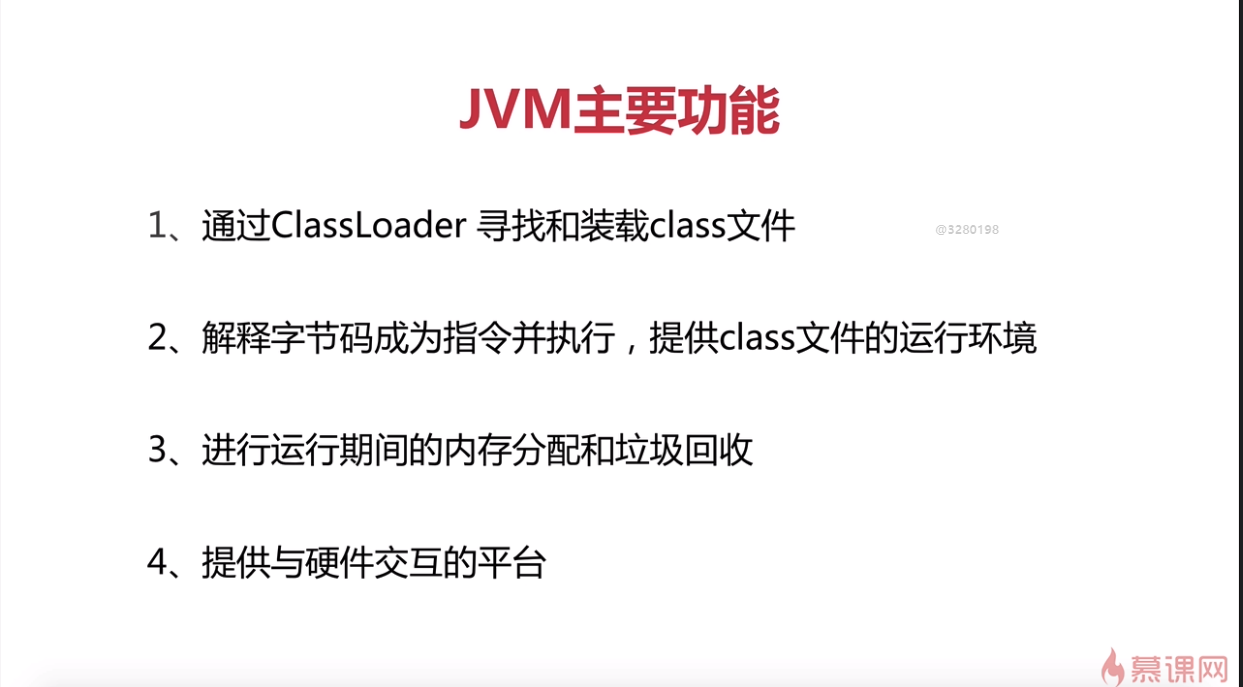 JVM主要功能
1、通过ClassLoader 寻找和装载class文件
@3280198
2、解释字节码成为指令并执行，提供class文件的运行环境
3、进行运行期间的内存分配和垃圾回收
4、提供与硬件交互的平台
慕课网